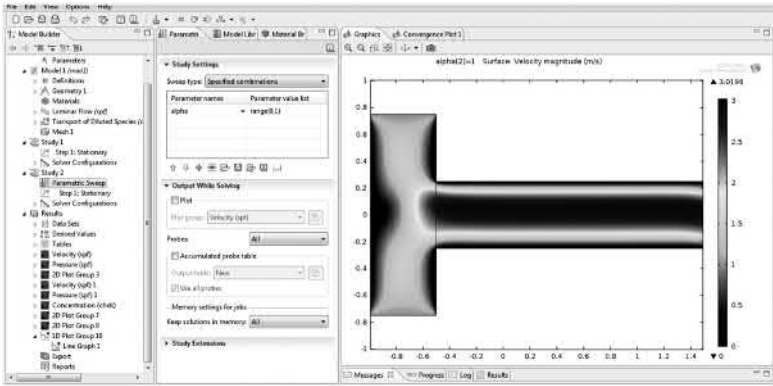 File Edit View Options Help
Model Builder
Parameters
Model 1 (mod1)
Definitions
Geometry 1
Materials
Laminar Flow (spf)
Transport of Diluted Species (c
Mesh 1
Study 1
Step 1: Stationary
Solver Configurations
Study 2
Parametric Sweep
Step 1: Stationary
Solver Configurations
Results
Data Sets
Derived Values
Tables
Velocity (spf)
Pressure (spf)
2D Plot Group 3
Velocity (spf) 1
Pressure (spf) 1
Concentration (chds)
2D Plot Group 7
2D Plot Group 8
1D Plot Group 10
Line Graph 1
Export
Reports
Parametri
Model Libr
Material Br
Study Settings
Sweep type: Specified combinations
Parameter names Parameter value list
alpha range(0,1)
Output While Solving
Plot
Plot group: Velocity (spf)
Probes: All
Accumulated probe table
Output table: New
Use all probes
Memory settings for jobs
Keep solutions in memory: All
Study Extensions
Graphics
Convergence Plot 1
alpha(2)=1 Surface: Velocity magnitude (m/s)
▲ 3.0198
1
0.8
0.6
0.4
0.2
0
-0.2
-0.4
-0.6
-0.8
-1
-0.8 -0.6 -0.4 -0.2 0 0.2 0.4 0.6 0.8 1 1.2 1.4
3
2.5
2
1.5
1
0.5
0
▼ 0
Messages
Progress
Log
Results